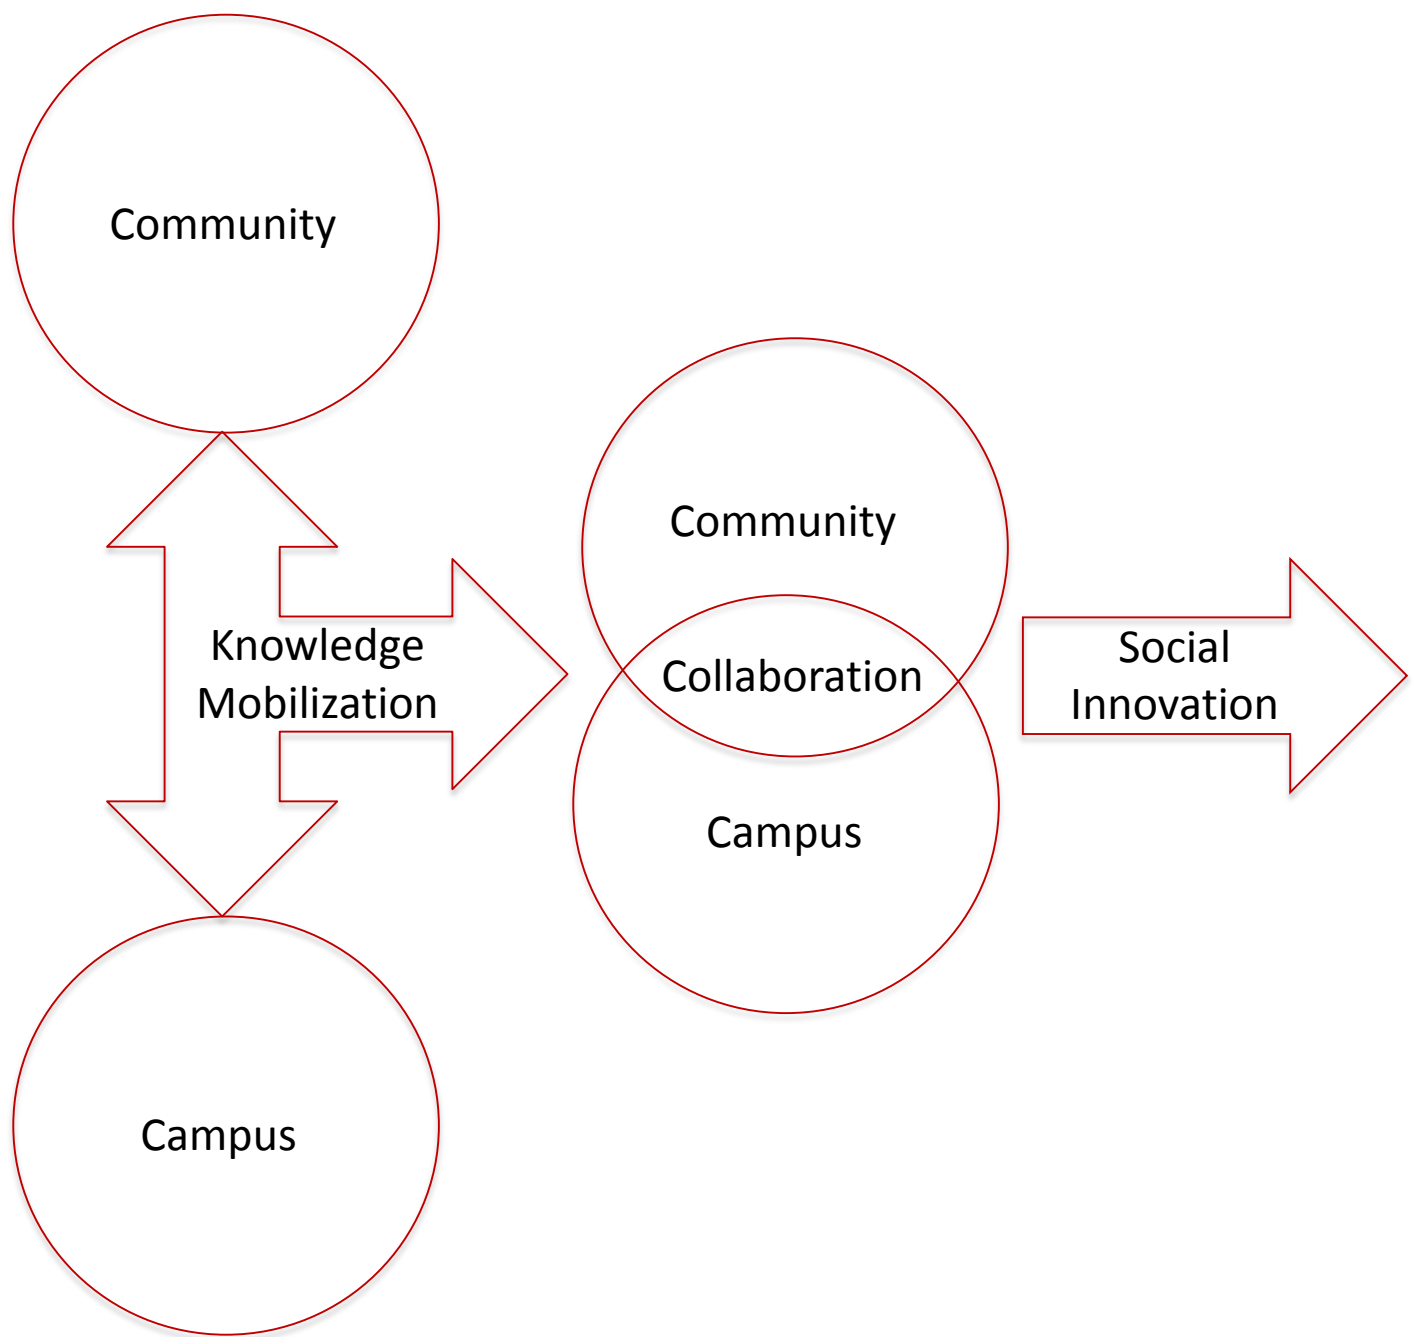 Community
Community
Knowledge
Mobilization
Collaboration
Social
Innovation
Campus
Campus